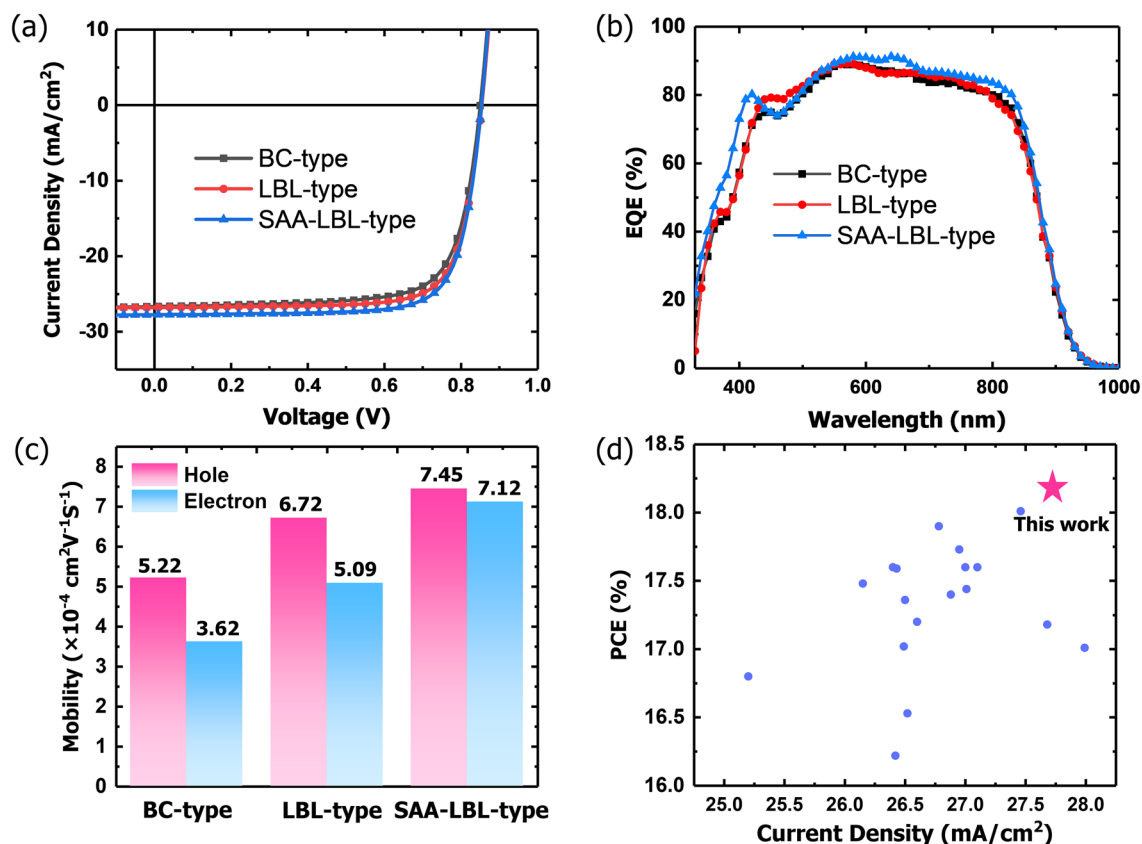 (a)
Current Density (mA/cm²)
10
0
-10
-20
-30
BC-type
LBL-type
SAA-LBL-type
0.0 0.2 0.4 0.6 0.8 1.0
Voltage (V)
(b)
EQE (%)
100
80
60
40
20
0
BC-type
LBL-type
SAA-LBL-type
400 600 800 1000
Wavelength (nm)
(c)
Mobility (×10⁻⁴ cm²V⁻¹S⁻¹)
8
7
6
5
4
3
2
1
0
Hole
Electron
5.22
3.62
6.72
5.09
7.45
7.12
BC-type LBL-type SAA-LBL-type
(d)
PCE (%)
18.5
18.0
17.5
17.0
16.5
16.0
This work
25.0 25.5 26.0 26.5 27.0 27.5 28.0
Current Density (mA/cm²)